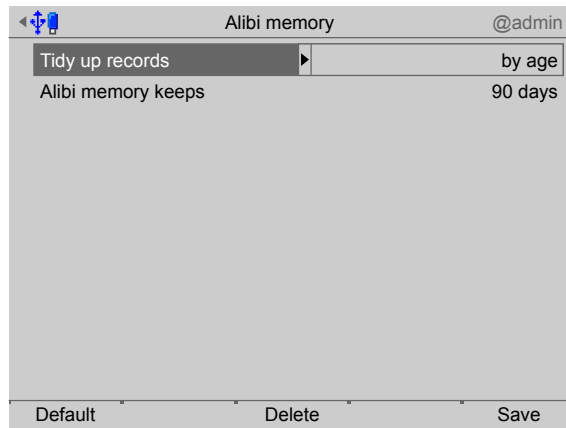 Alibi memory @admin
Tidy up records by age
Alibi memory keeps 90 days
Default Delete Save